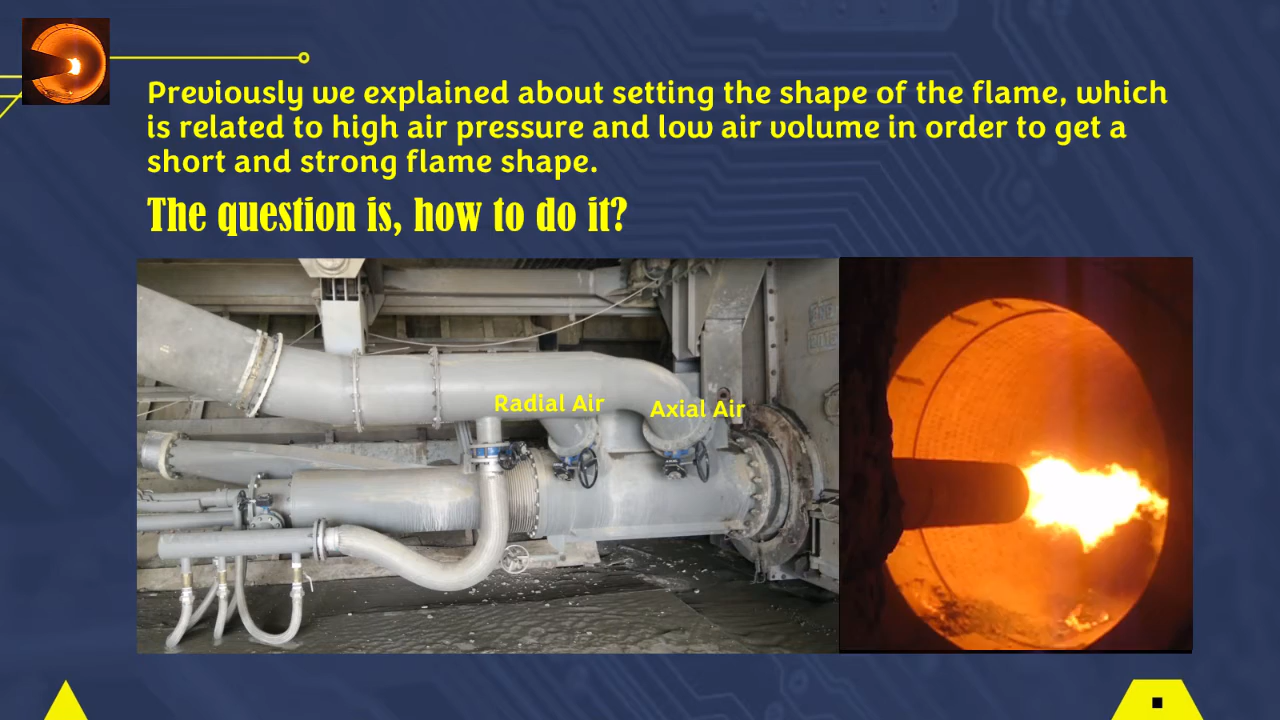 Previously we explained about setting the shape of the flame, which
is related to high air pressure and low air volume in order to get a
short and strong flame shape.
The question is, how to do it?
Radial Air
Axial Air